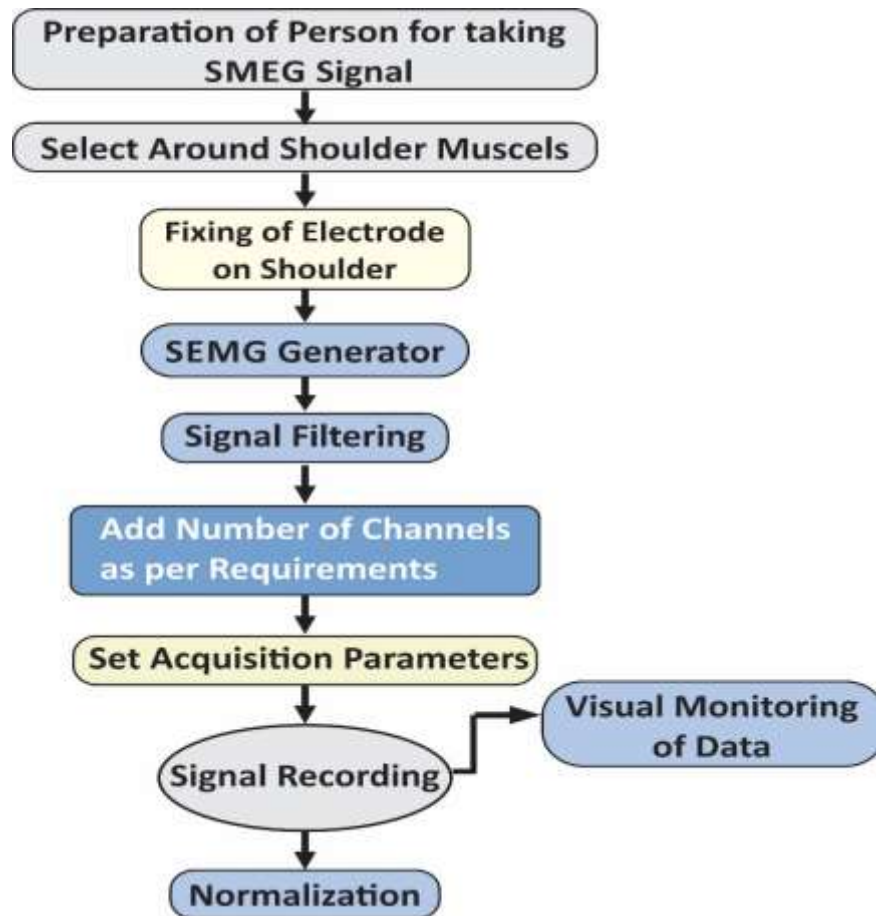 Preparation of Person for taking
SMEG Signal
Select Around Shoulder Muscels
Fixing of Electrode
on Shoulder
SEMG Generator
Signal Filtering
Add Number of Channels
as per Requirements
Set Acquisition Parameters
Visual Monitoring
of Data
Signal Recording
Normalization